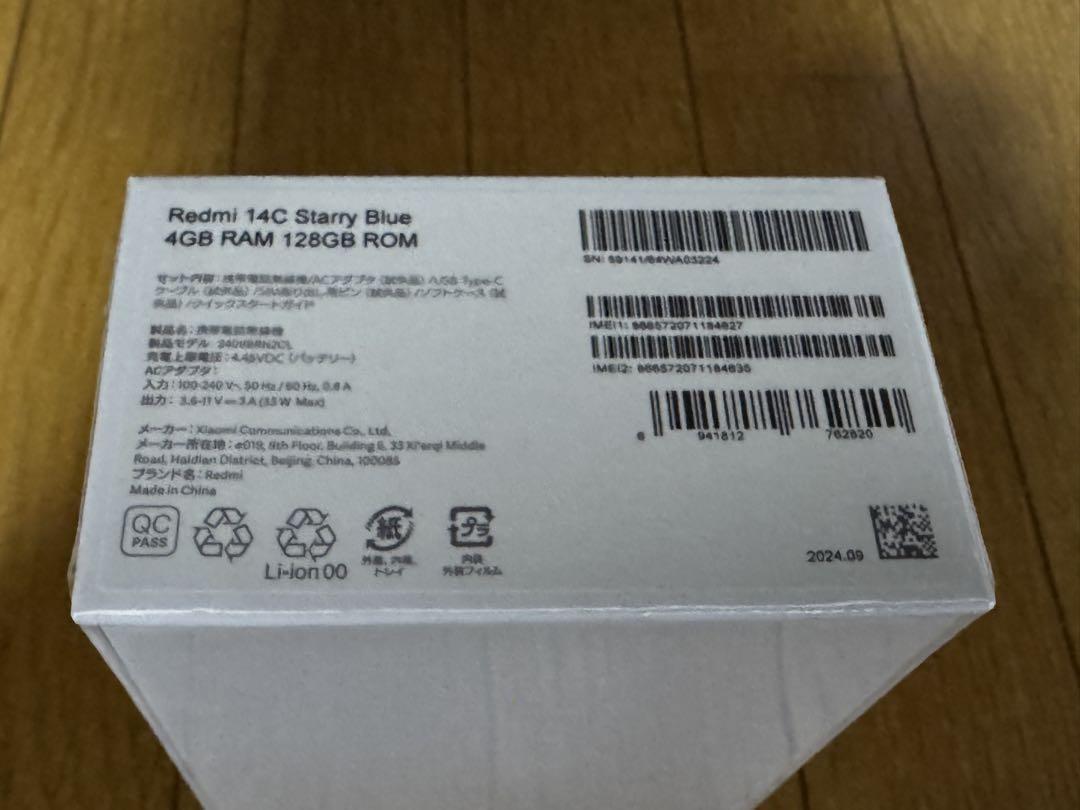 Redmi 14C Starry Blue
4GB RAM 128GB ROM
セット内容：携帯電話無線機/ACアダプタ (試供品) /USB Type-C
ケーブル (試供品) /SIM取り出し用ピン (試供品) /ソフトケース (試
供品) /クイックスタートガイド
製品名：携帯電話無線機
製品モデル：2409BRN2CL
充電上限電圧：4.45VDC (バッテリー)
ACアダプタ：
入力：100-240 V~, 50 Hz / 60 Hz, 0.8 A
出力： 3.6-11 V⎓3A (33W Max)
メーカー：Xiaomi Communications Co., Ltd.
メーカー所在地：#019, 9th Floor, Building 6, 33 Xi'erqi Middle
Road, Haidian District, Beijing, China, 100085
ブランド名：Redmi
Made in China
SN:
IMEI1: 866572071184627
IMEI2: 866572071184635
6 941812 762620
QC
PASS
Li-ion 00
紙
外箱、内箱、
トレイ
プラ
内袋
外装フィルム
2024.09